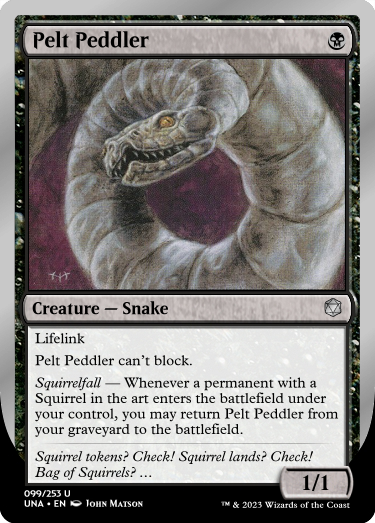 Pelt Peddler
Creature — Snake
Lifelink
Pelt Peddler can't block.
Squirrelfall — Whenever a permanent with a
Squirrel in the art enters the battlefield under
your control, you may return Pelt Peddler from
your graveyard to the battlefield.
Squirrel tokens? Check! Squirrel lands? Check!
Bag of Squirrels? …
1/1
099/253 U
UNA • EN John Matson
™ & 2023 Wizards of the Coast